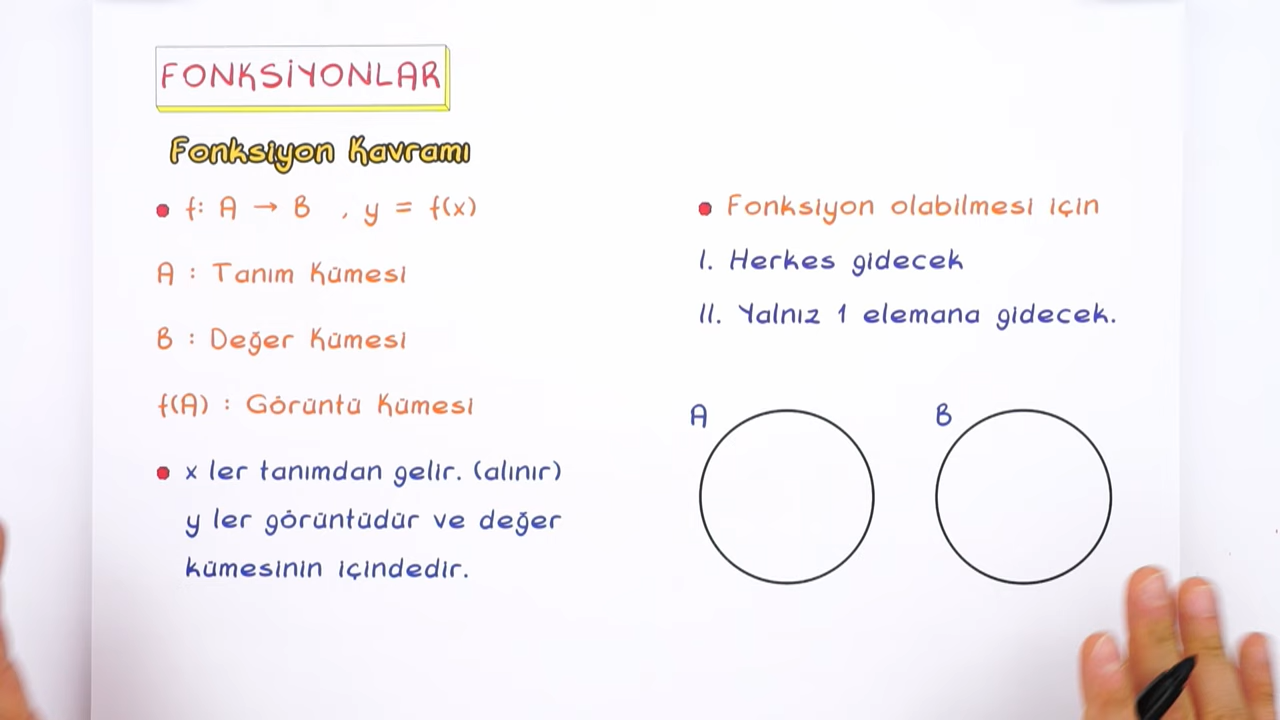 FONKSİYONLAR
Fonksiyon Kavramı
• f: A → B , y = f(x)
A : Tanım Kümesi
B : Değer Kümesi
f(A) : Görüntü Kümesi
• x ler tanımdan gelir. (alınır)
y ler görüntüdür ve değer
kümesinin içindedir.
• Fonksiyon olabilmesi için
I. Herkes gidecek
II. Yalnız 1 elemana gidecek.
A
B